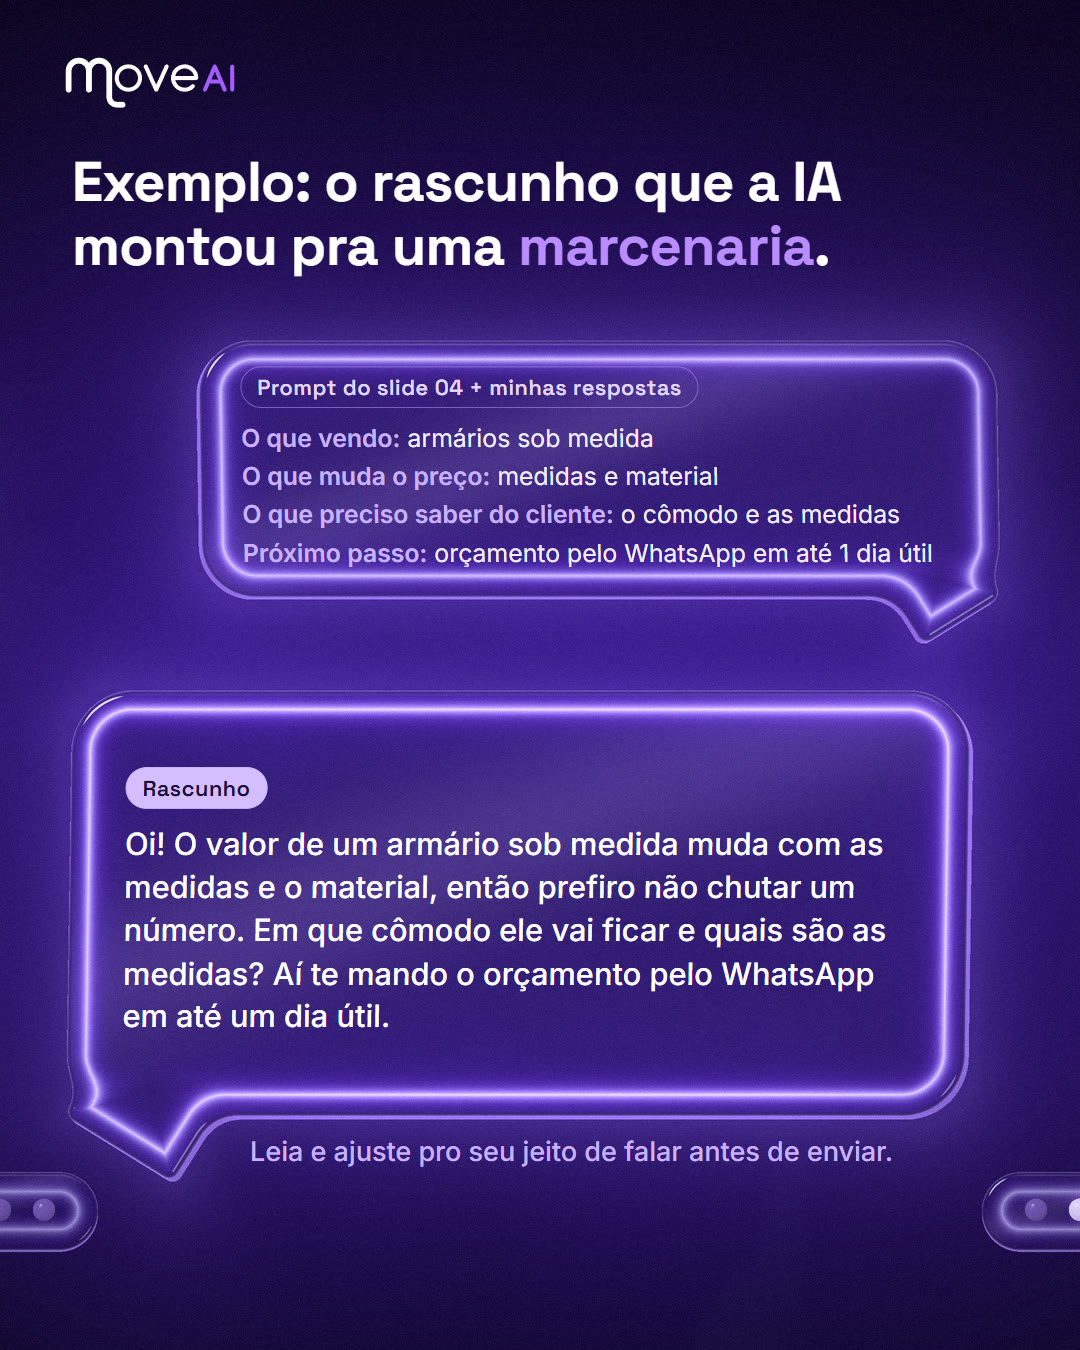 Move AI
Exemplo: o rascunho que a IA
montou pra uma marcenaria.
Prompt do slide 04 + minhas respostas
O que vendo: armários sob medida
O que muda o preço: medidas e material
O que preciso saber do cliente: o cômodo e as medidas
Próximo passo: orçamento pelo WhatsApp em até 1 dia útil
Rascunho
Oi! O valor de um armário sob medida muda com as
medidas e o material, então prefiro não chutar um
número. Em que cômodo ele vai ficar e quais são as
medidas? Aí te mando o orçamento pelo WhatsApp
em até um dia útil.
Leia e ajuste pro seu jeito de falar antes de enviar.